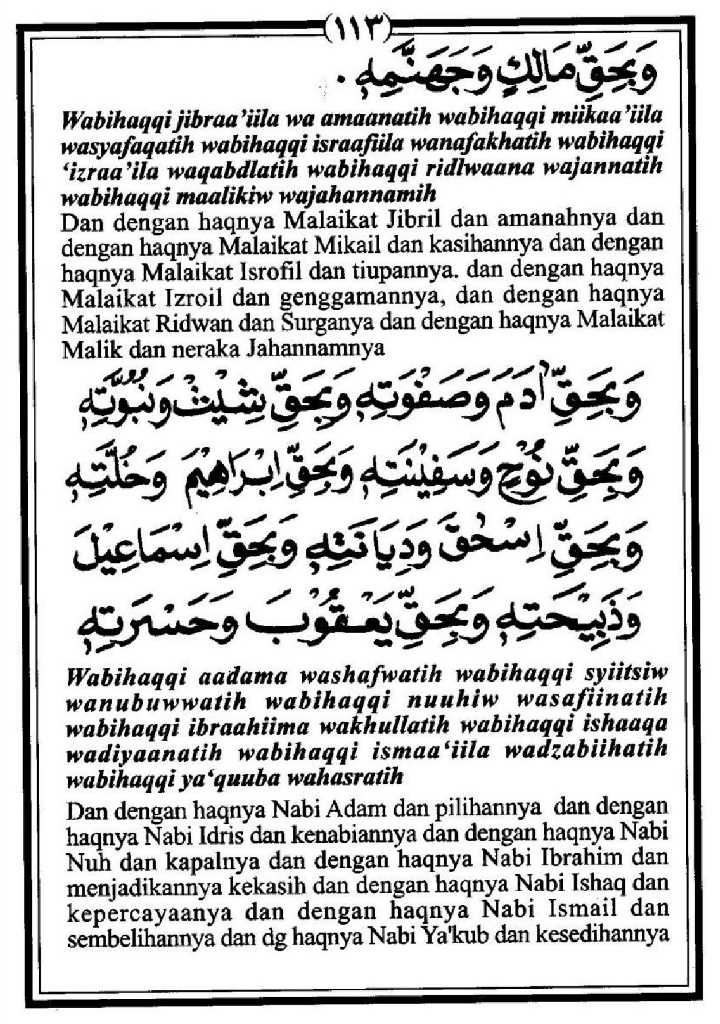 (١١٣)
وَبِحَقِّ مَالِكٍ وَجَهَنَّمِهٖ ٠
Wabihaqqi jibraa'iila wa amaanatih wabihaqqi miikaa'iila
wasyafaqatih wabihaqqi israafiila wanafakhatih wabihaqqi
'izraa'ila waqabdlatih wabihaqqi ridlwaana wajannatih
wabihaqqi maalikiw wajahannamih
Dan dengan haqnya Malaikat Jibril dan amanahnya dan
dengan haqnya Malaikat Mikail dan kasihannya dan dengan
haqnya Malaikat Isrofil dan tiupannya. dan dengan haqnya
Malaikat Izroil dan genggamannya, dan dengan haqnya
Malaikat Ridwan dan Surganya dan dengan haqnya Malaikat
Malik dan neraka Jahannamnya
وَبِحَقِّ اٰدَمَ وَصَفْوَتِهٖ وَبِحَقِّ شِيْثٍ وَنُبُوَّتِهٖ
وَبِحَقِّ نُوْحٍ وَسَفِيْنَتِهٖ وَبِحَقِّ اِبْرَاهِيْمَ وَخُلَّتِهٖ
وَبِحَقِّ اِسْحٰقَ وَدِيَانَتِهٖ وَبِحَقِّ اِسْمَاعِيْلَ
وَذَبِيْحَتِهٖ وَبِحَقِّ يَعْقُوْبَ وَحَسْرَتِهٖ
Wabihaqqi aadama washafwatih wabihaqqi syiitsiw
wanubuwwatih wabihaqqi nuuhiw wasafiinatih
wabihaqqi ibraahiima wakhullatih wabihaqqi ishaaqa
wadiyaanatih wabihaqqi ismaa'iila wadzabiihatih
wabihaqqi ya'quuba wahasratih
Dan dengan haqnya Nabi Adam dan pilihannya dan dengan
haqnya Nabi Idris dan kenabiannya dan dengan haqnya Nabi
Nuh dan kapalnya dan dengan haqnya Nabi Ibrahim dan
menjadikannya kekasih dan dengan haqnya Nabi Ishaq dan
kepercayaanya dan dengan haqnya Nabi Ismail dan
sembelihannya dan dg haqnya Nabi Ya'kub dan kesedihannya